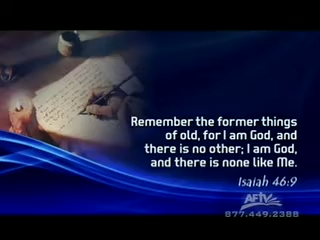 Remember the former things
of old, for I am God, and
there is no other; I am God,
and there is none like Me.
Isaiah 46:9
AFTV
877.449.2388